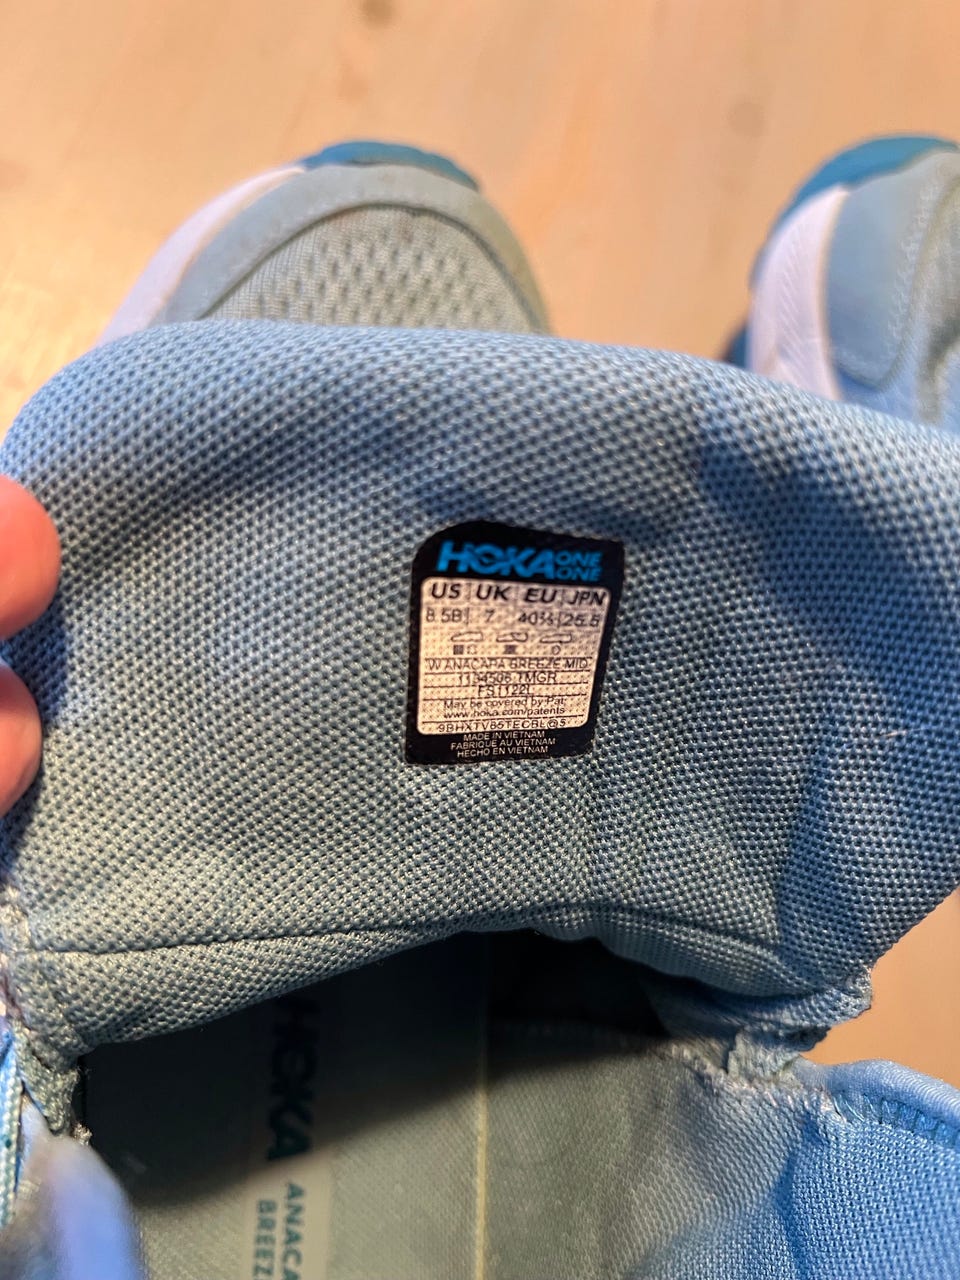 HOKA ONE ONE
US UK EU JPN
8.5B 7 40⅔ 25.5
W ANACAPA BREEZE MID
1134506 TMGR
FS1122L
May be covered by Pat:
www.hoka.com/patents
9BHXTV85TECBL@5
MADE IN VIETNAM
FABRIQUE AU VIETNAM
HECHO EN VIETNAM
HOKA